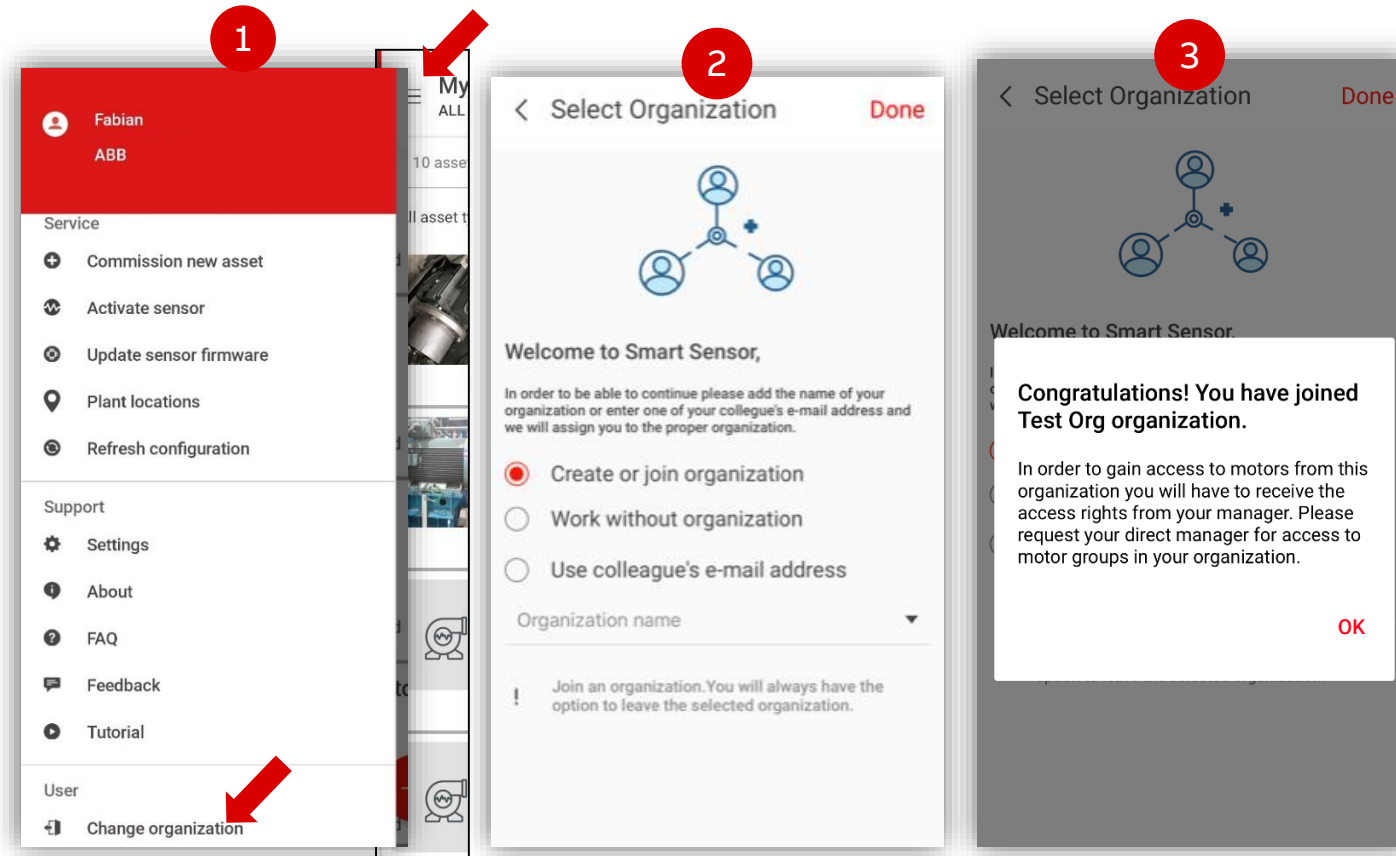 1
Fabian
ABB
Service
Commission new asset
Activate sensor
Update sensor firmware
Plant locations
Refresh configuration
Support
Settings
About
FAQ
Feedback
Tutorial
User
Change organization
My
ALL
10 asse
ll asset t
2
Select Organization
Done
Welcome to Smart Sensor,
In order to be able to continue please add the name of your
organization or enter one of your collegue's e-mail address and
we will assign you to the proper organization.
Create or join organization
Work without organization
Use colleague's e-mail address
Organization name
! Join an organization.You will always have the
option to leave the selected organization.
3
Select Organization
Done
Welcome to Smart Sensor,
Congratulations! You have joined
Test Org organization.
In order to gain access to motors from this
organization you will have to receive the
access rights from your manager. Please
request your direct manager for access to
motor groups in your organization.
OK